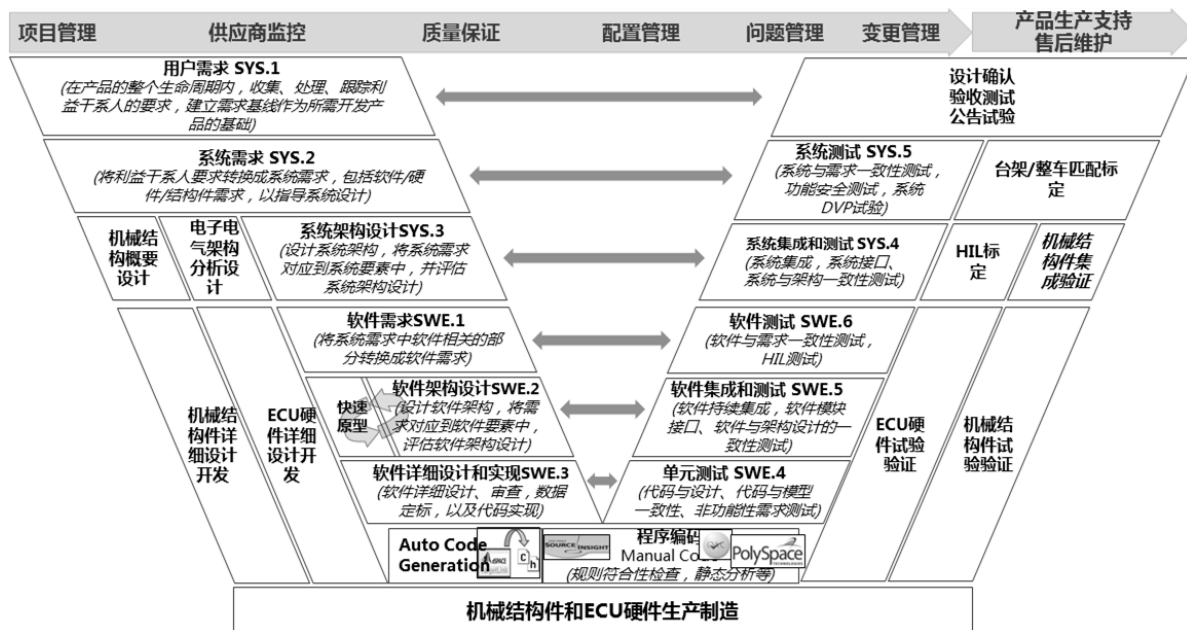 项目管理 供应商监控 质量保证 配置管理 问题管理 变更管理 产品生产支持
售后维护
用户需求 SYS.1
(在产品的整个生命周期内，收集、处理、跟踪利
益干系人的要求，建立需求基线作为所需开发产
品的基础)
设计确认
验收测试
公告试验
系统需求 SYS.2
(将利益干系人要求转换成系统需求，包括软件/硬
件/结构件需求，以指导系统设计)
系统测试 SYS.5
(系统与需求一致性测试，
功能安全测试，系统
DVP试验)
台架/整车匹配标
定
机械结
构概要
设计
电子电
气架构
分析设
计
系统架构设计SYS.3
(设计系统架构，将系统需求
对应到系统要素中，并评估
系统架构设计)
系统集成和测试 SYS.4
(系统集成，系统接口、
系统与架构一致性测试)
HIL标
定
机械结
构件集
成验证
机械结
构件详
细设计
开发
ECU硬
件详细
设计开
发
软件需求SWE.1
(将系统需求中软件相关的部
分转换成软件需求)
软件测试 SWE.6
(软件与需求一致性测试，
HIL测试)
快速
原型
软件架构设计SWE.2
(设计软件架构，将需
求对应到软件要素中，
评估软件架构设计)
软件集成和测试 SWE.5
(软件持续集成，软件模块
接口、软件与架构设计的一
致性测试)
ECU硬
件试验
验证
机械结
构件试
验验证
软件详细设计和实现SWE.3
(软件详细设计、审查，数据
定标，以及代码实现)
单元测试 SWE.4
(代码与设计、代码与模型
一致性、非功能性需求测试)
Auto Code
Generation
C
h
SOURCE INSIGHT
程序编码
Manual
PolySpace
TECHNOLOGIES
(规则符合性检查，静态分析等)
机械结构件和ECU硬件生产制造